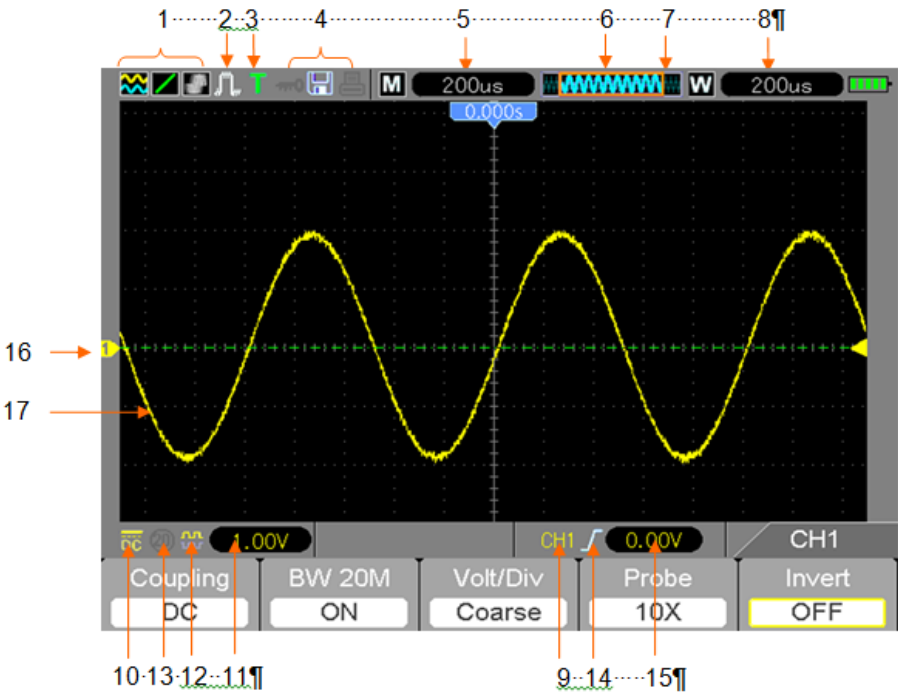 1·······2··3·······4················5·················6·······7···········8¶
T M 200us W 200us
0.000s
16
1
17
DC 20 1.00V CH1 0.00V CH1
Coupling BW 20M Volt/Div Probe Invert
DC ON Coarse 10X OFF
10·13·12··11¶ 9··14····15¶